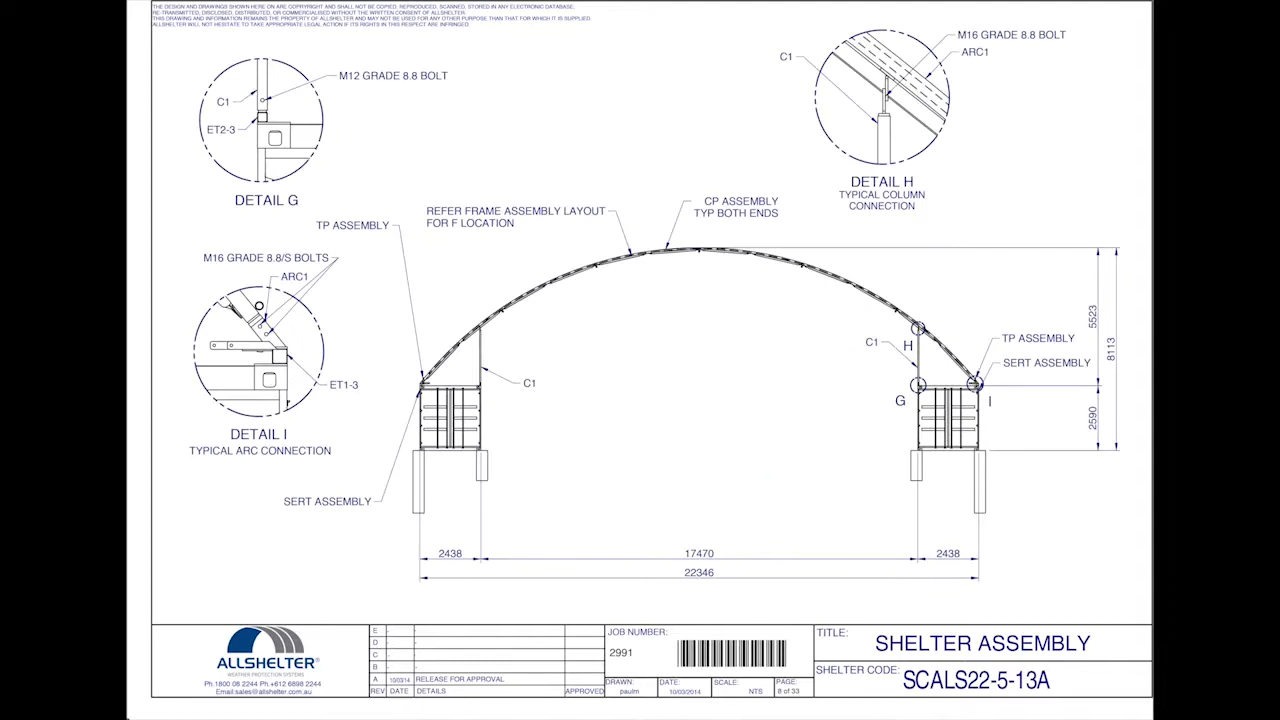 THE DESIGN AND DRAWINGS SHOWN HERE ON ARE COPYRIGHT AND SHALL NOT BE COPIED, REPRODUCED, SCANNED, STORED IN ANY ELECTRONIC DATABASE,
RE-TRANSMITTED, DISCLOSED, DISTRIBUTED, OR COMMERCIALISED WITHOUT THE WRITTEN CONSENT OF ALLSHELTER.
THIS DRAWING AND INFORMATION REMAINS THE PROPERTY OF ALLSHELTER AND MAY NOT BE USED FOR ANY OTHER PURPOSE THAN THAT FOR WHICH IT IS SUPPLIED.
ALLSHELTER WILL NOT HESITATE TO TAKE APPROPRIATE LEGAL ACTION IF ITS RIGHTS IN THIS RESPECT ARE INFRINGED.
M12 GRADE 8.8 BOLT
C1
ET2-3
DETAIL G
C1
M16 GRADE 8.8 BOLT
ARC1
DETAIL H
TYPICAL COLUMN
CONNECTION
TP ASSEMBLY
REFER FRAME ASSEMBLY LAYOUT
FOR F LOCATION
CP ASSEMBLY
TYP BOTH ENDS
M16 GRADE 8.8/S BOLTS
ARC1
ET1-3
DETAIL I
TYPICAL ARC CONNECTION
C1
SERT ASSEMBLY
C1
H
G
I
TP ASSEMBLY
SERT ASSEMBLY
5523
8113
2590
2438
17470
2438
22346
ALLSHELTER®
WEATHER PROTECTION SYSTEMS
Ph.1800 08 2244 Ph.+612 6898 2244
Email:sales@allshelter.com.au
E - -
D - -
C - -
B - -
A 10/03/14 RELEASE FOR APPROVAL
REV DATE DETAILS APPROVED
JOB NUMBER:
2991
DRAWN:
paulm
DATE:
10/03/2014
SCALE:
NTS
PAGE:
8 of 33
TITLE:
SHELTER ASSEMBLY
SHELTER CODE:
SCALS22-5-13A